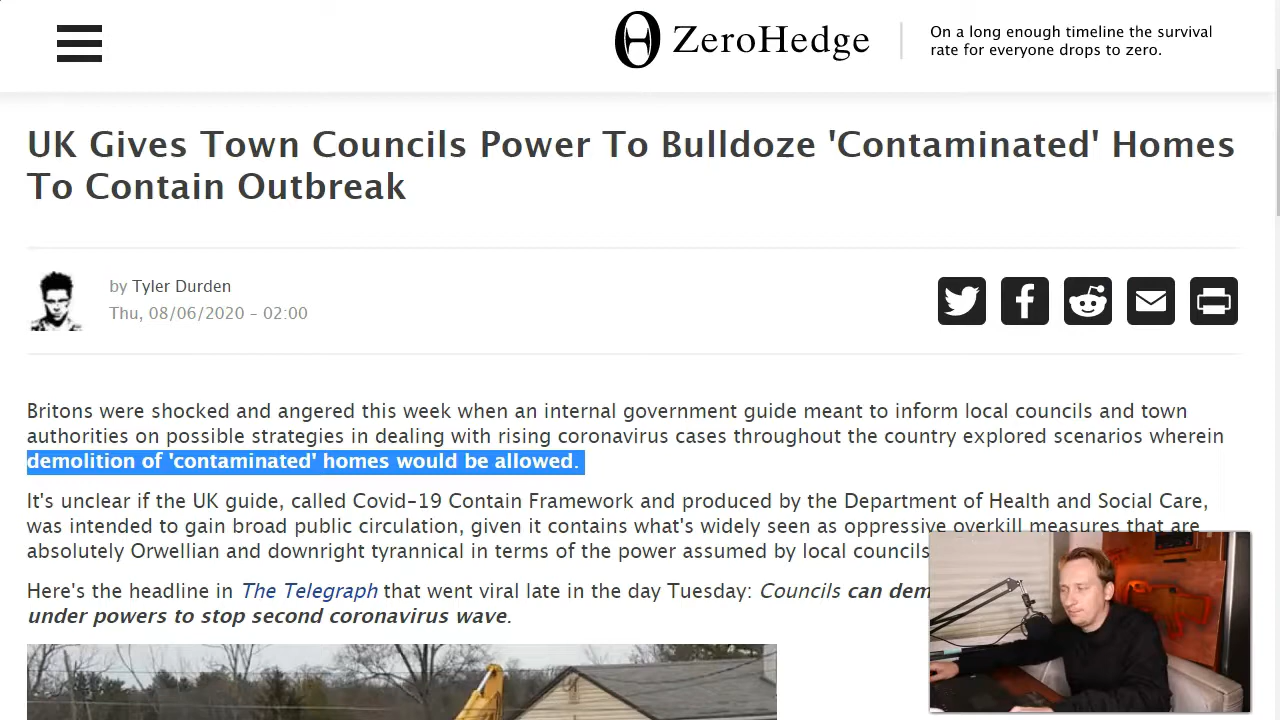 ZeroHedge
On a long enough timeline the survival
rate for everyone drops to zero.
UK Gives Town Councils Power To Bulldoze 'Contaminated' Homes
To Contain Outbreak
by Tyler Durden
Thu, 08/06/2020 - 02:00
Britons were shocked and angered this week when an internal government guide meant to inform local councils and town
authorities on possible strategies in dealing with rising coronavirus cases throughout the country explored scenarios wherein
demolition of 'contaminated' homes would be allowed.
It's unclear if the UK guide, called Covid-19 Contain Framework and produced by the Department of Health and Social Care,
was intended to gain broad public circulation, given it contains what's widely seen as oppressive overkill measures that are
absolutely Orwellian and downright tyrannical in terms of the power assumed by local councils
Here's the headline in The Telegraph that went viral late in the day Tuesday: Councils can dem
under powers to stop second coronavirus wave.